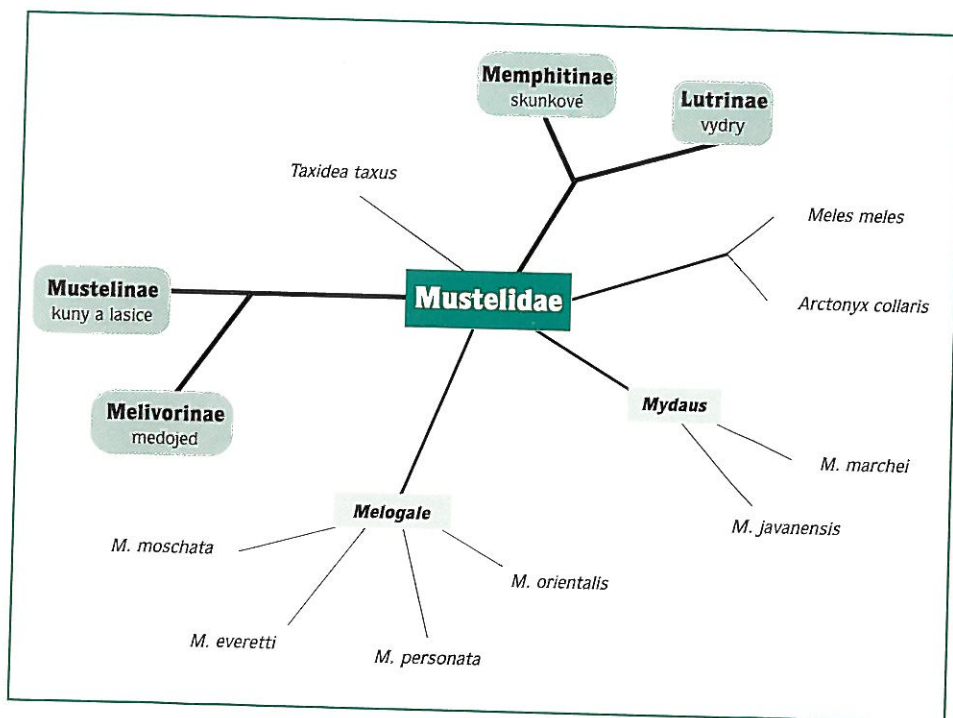 Memphitinae
skunkové
Lutrinae
vydry
Taxidea taxus
Meles meles
Mustelinae
kuny a lasice
Mustelidae
Arctonyx collaris
Melivorinae
medojed
Mydaus
M. marchei
M. javanensis
Melogale
M. moschata
M. orientalis
M. everetti
M. personata